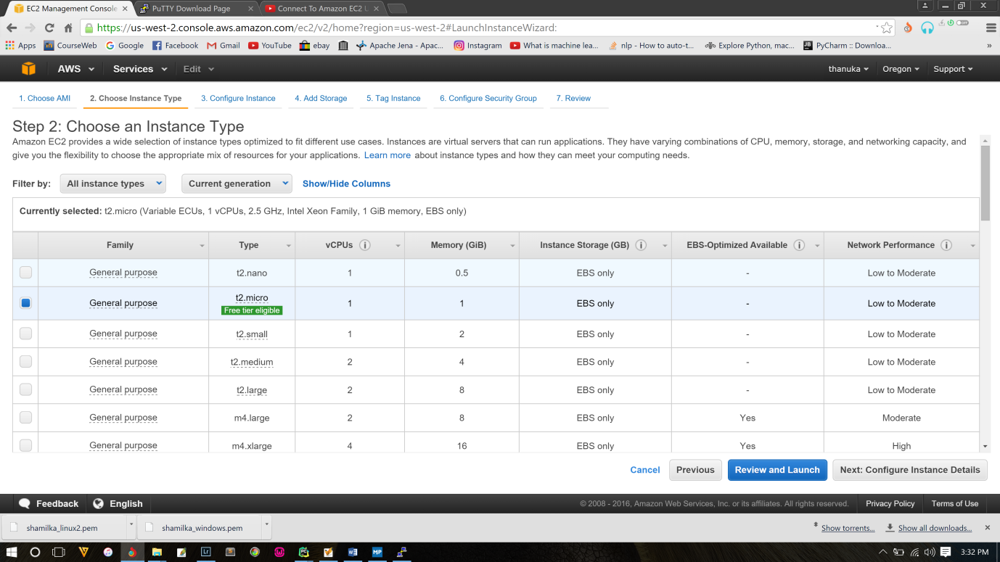 EC2 Management Console
PuTTY Download Page
Connect To Amazon EC2
https://us-west-2.console.aws.amazon.com/ec2/v2/home?region=us-west-2#LaunchInstanceWizard:
Apps CourseWeb Google Facebook Gmail YouTube ebay Apache Jena - Apac... Instagram What is machine lea... nlp - How to auto-t... Explore Python, mac... PyCharm :: Downloa... »
AWS Services Edit thanuka Oregon Support
1. Choose AMI 2. Choose Instance Type 3. Configure Instance 4. Add Storage 5. Tag Instance 6. Configure Security Group 7. Review
Step 2: Choose an Instance Type
Amazon EC2 provides a wide selection of instance types optimized to fit different use cases. Instances are virtual servers that can run applications. They have varying combinations of CPU, memory, storage, and networking capacity, and
give you the flexibility to choose the appropriate mix of resources for your applications. Learn more about instance types and how they can meet your computing needs.
Filter by: All instance types Current generation Show/Hide Columns
Currently selected: t2.micro (Variable ECUs, 1 vCPUs, 2.5 GHz, Intel Xeon Family, 1 GiB memory, EBS only)
Family Type vCPUs Memory (GiB) Instance Storage (GB) EBS-Optimized Available Network Performance
General purpose t2.nano 1 0.5 EBS only - Low to Moderate
General purpose t2.micro 1 1 EBS only - Low to Moderate
Free tier eligible
General purpose t2.small 1 2 EBS only - Low to Moderate
General purpose t2.medium 2 4 EBS only - Low to Moderate
General purpose t2.large 2 8 EBS only - Low to Moderate
General purpose m4.large 2 8 EBS only Yes Moderate
General purpose m4.xlarge 4 16 EBS only Yes High
Cancel Previous Review and Launch Next: Configure Instance Details
Feedback English © 2008 - 2016, Amazon Web Services, Inc. or its affiliates. All rights reserved. Privacy Policy Terms of Use
shamilka_linux2.pem shamilka_windows.pem Show torrents... Show all downloads...
3:32 PM